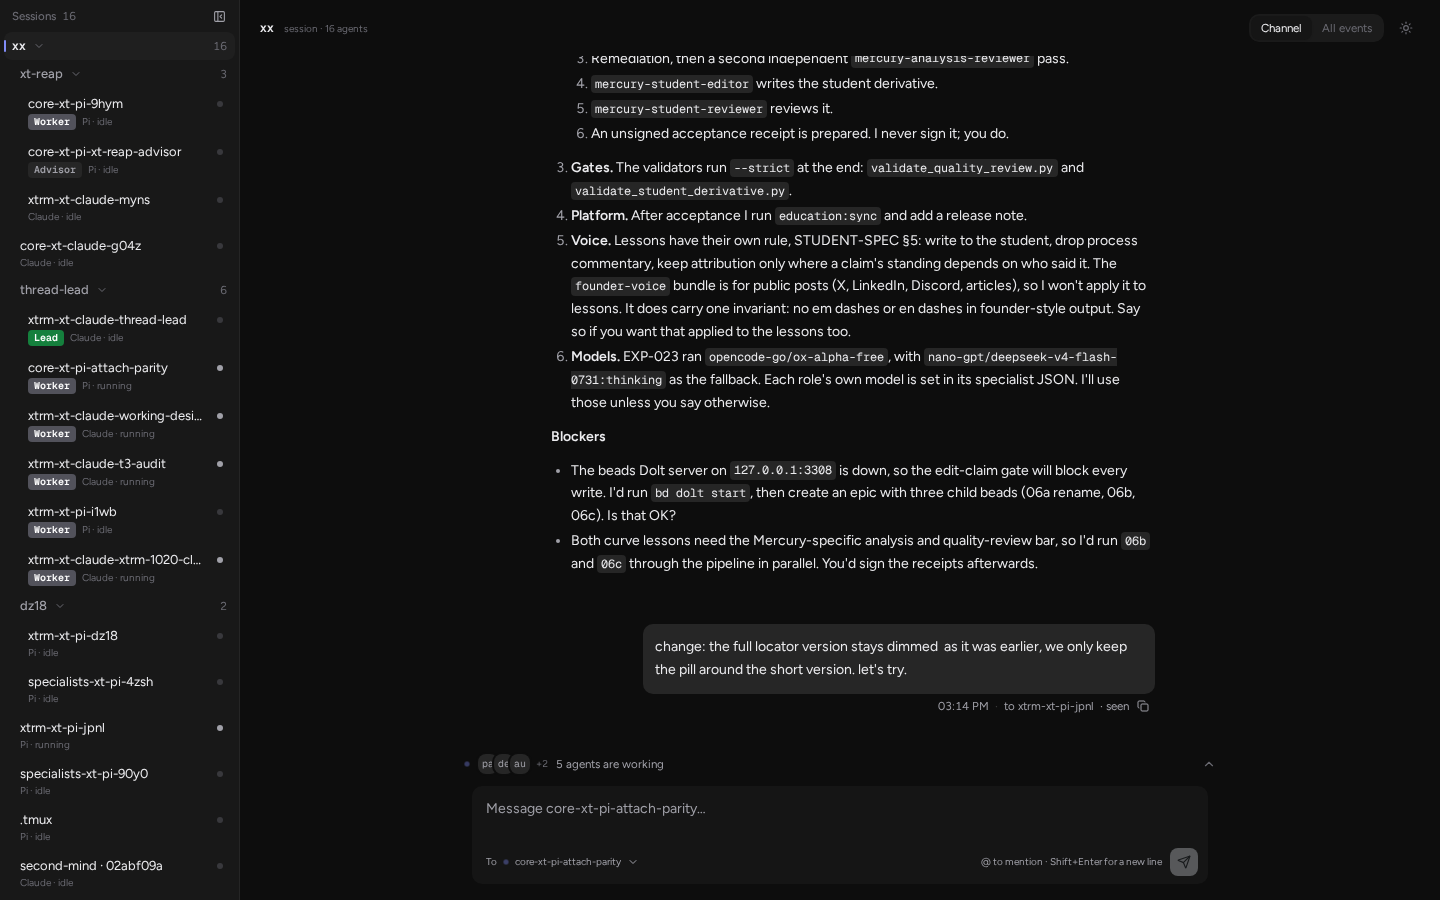 Sessions 16
xx 16
xt-reap 3
core-xt-pi-9hym
Worker Pi · idle
core-xt-pi-xt-reap-advisor
Advisor Pi · idle
xtrm-xt-claude-myns
Claude · idle
core-xt-claude-g04z
Claude · idle
thread-lead 6
xtrm-xt-claude-thread-lead
Lead Claude · idle
core-xt-pi-attach-parity
Worker Pi · running
xtrm-xt-claude-working-desi...
Worker Claude · running
xtrm-xt-claude-t3-audit
Worker Claude · running
xtrm-xt-pi-i1wb
Worker Pi · idle
xtrm-xt-claude-xtrm-1020-cl...
Worker Claude · running
dz18 2
xtrm-xt-pi-dz18
Pi · idle
specialists-xt-pi-4zsh
Pi · idle
xtrm-xt-pi-jpnl
Pi · running
specialists-xt-pi-90y0
Pi · idle
.tmux
Pi · idle
second-mind · 02abf09a
Claude · idle
xx session · 16 agents
Channel All events
3. Remediation, then a second independent mercury-analysis-reviewer pass.
4. mercury-student-editor writes the student derivative.
5. mercury-student-reviewer reviews it.
6. An unsigned acceptance receipt is prepared. I never sign it; you do.
3. Gates. The validators run --strict at the end: validate_quality_review.py and
validate_student_derivative.py.
4. Platform. After acceptance I run education:sync and add a release note.
5. Voice. Lessons have their own rule, STUDENT-SPEC §5: write to the student, drop process
commentary, keep attribution only where a claim's standing depends on who said it. The
founder-voice bundle is for public posts (X, LinkedIn, Discord, articles), so I won't apply it to
lessons. It does carry one invariant: no em dashes or en dashes in founder-style output. Say
so if you want that applied to the lessons too.
6. Models. EXP-023 ran opencode-go/ox-alpha-free, with nano-gpt/deepseek-v4-flash-
0731:thinking as the fallback. Each role's own model is set in its specialist JSON. I'll use
those unless you say otherwise.
Blockers
• The beads Dolt server on 127.0.0.1:3308 is down, so the edit-claim gate will block every
write. I'd run bd dolt start, then create an epic with three child beads (06a rename, 06b,
06c). Is that OK?
• Both curve lessons need the Mercury-specific analysis and quality-review bar, so I'd run 06b
and 06c through the pipeline in parallel. You'd sign the receipts afterwards.
change: the full locator version stays dimmed as it was earlier, we only keep
the pill around the short version. let's try.
03:14 PM · to xtrm-xt-pi-jpnl · seen
pa de au +2 5 agents are working
Message core-xt-pi-attach-parity...
To core-xt-pi-attach-parity
@ to mention · Shift+Enter for a new line